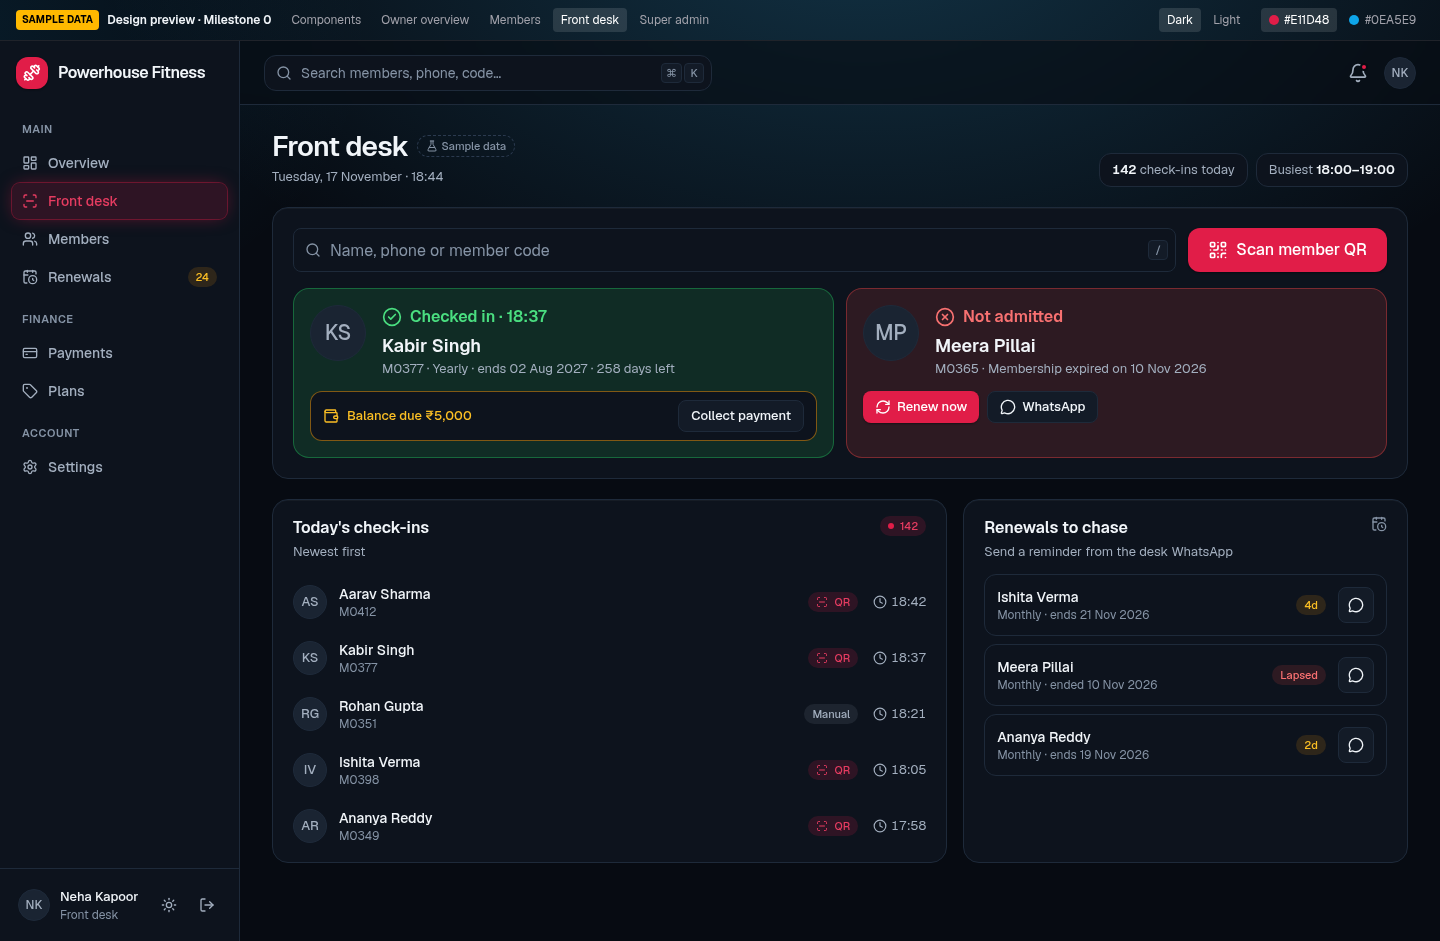 SAMPLE DATA Design preview · Milestone 0 Components Owner overview Members Front desk Super admin Dark Light #E11D48 #0EA5E9
Powerhouse Fitness
Search members, phone, code... ⌘ K
NK
MAIN
Overview
Front desk
Members
Renewals 24
FINANCE
Payments
Plans
ACCOUNT
Settings
NK Neha Kapoor
Front desk
Front desk Sample data
Tuesday, 17 November · 18:44
142 check-ins today Busiest 18:00–19:00
Name, phone or member code /
Scan member QR
KS
Checked in · 18:37
Kabir Singh
M0377 · Yearly · ends 02 Aug 2027 · 258 days left
Balance due ₹5,000 Collect payment
MP
Not admitted
Meera Pillai
M0365 · Membership expired on 10 Nov 2026
Renew now WhatsApp
Today's check-ins 142
Newest first
AS Aarav Sharma QR 18:42
M0412
KS Kabir Singh QR 18:37
M0377
RG Rohan Gupta Manual 18:21
M0351
IV Ishita Verma QR 18:05
M0398
AR Ananya Reddy QR 17:58
M0349
Renewals to chase
Send a reminder from the desk WhatsApp
Ishita Verma 4d
Monthly · ends 21 Nov 2026
Meera Pillai Lapsed
Monthly · ended 10 Nov 2026
Ananya Reddy 2d
Monthly · ends 19 Nov 2026